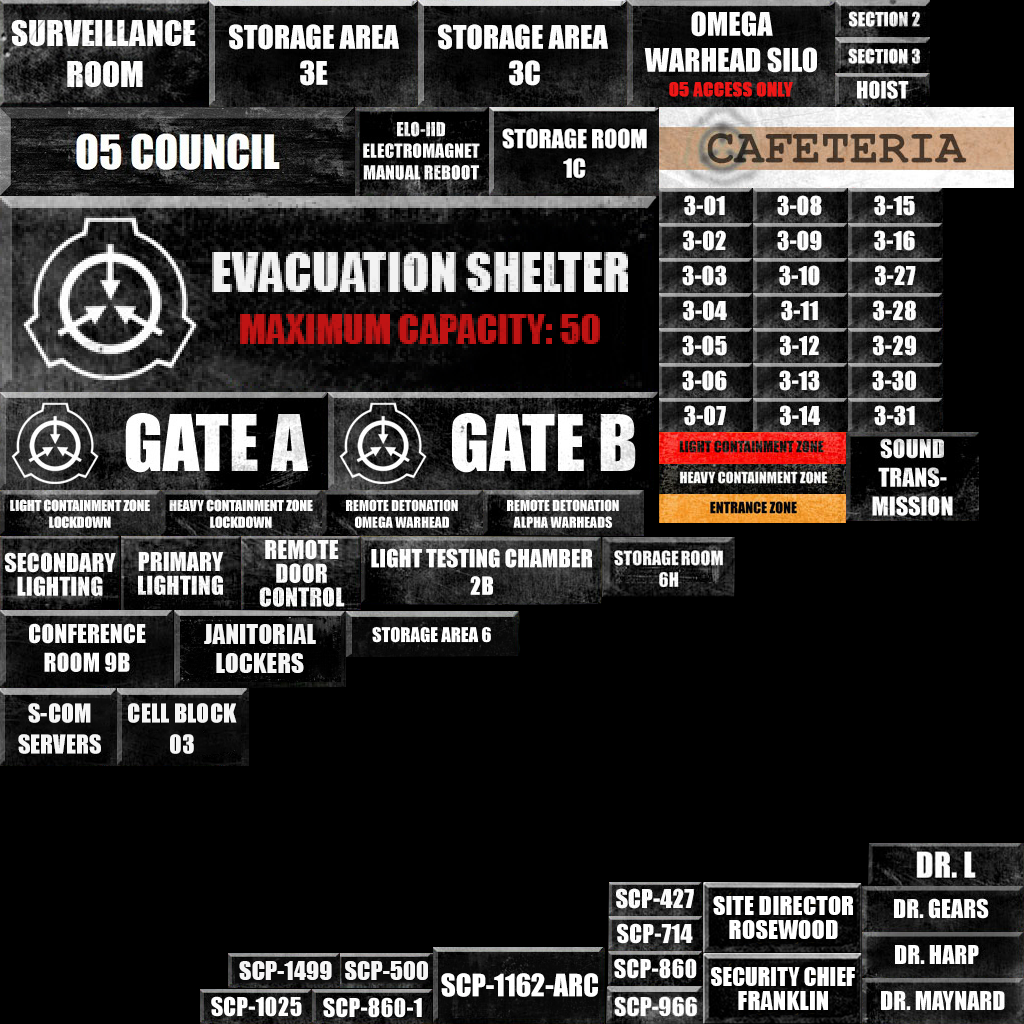 SURVEILLANCE
ROOM
STORAGE AREA
3E
STORAGE AREA
3C
OMEGA
WARHEAD SILO
05 ACCESS ONLY
SECTION 2
SECTION 3
HOIST
05 COUNCIL
ELO-IID
ELECTROMAGNET
MANUAL REBOOT
STORAGE ROOM
1C
CAFETERIA
EVACUATION SHELTER
MAXIMUM CAPACITY: 50
3-01
3-08
3-15
3-02
3-09
3-16
3-03
3-10
3-27
3-04
3-11
3-28
3-05
3-12
3-29
3-06
3-13
3-30
3-07
3-14
3-31
GATE A
GATE B
LIGHT CONTAINMENT ZONE
HEAVY CONTAINMENT ZONE
ENTRANCE ZONE
SOUND
TRANS-
MISSION
LIGHT CONTAINMENT ZONE
LOCKDOWN
HEAVY CONTAINMENT ZONE
LOCKDOWN
REMOTE DETONATION
OMEGA WARHEAD
REMOTE DETONATION
ALPHA WARHEADS
SECONDARY
LIGHTING
PRIMARY
LIGHTING
REMOTE
DOOR
CONTROL
LIGHT TESTING CHAMBER
2B
STORAGE ROOM
6H
CONFERENCE
ROOM 9B
JANITORIAL
LOCKERS
STORAGE AREA 6
S-COM
SERVERS
CELL BLOCK
03
DR. L
SCP-427
SITE DIRECTOR
ROSEWOOD
DR. GEARS
SCP-714
DR. HARP
SCP-1499
SCP-500
SCP-1162-ARC
SCP-860
SECURITY CHIEF
FRANKLIN
SCP-1025
SCP-860-1
SCP-966
DR. MAYNARD